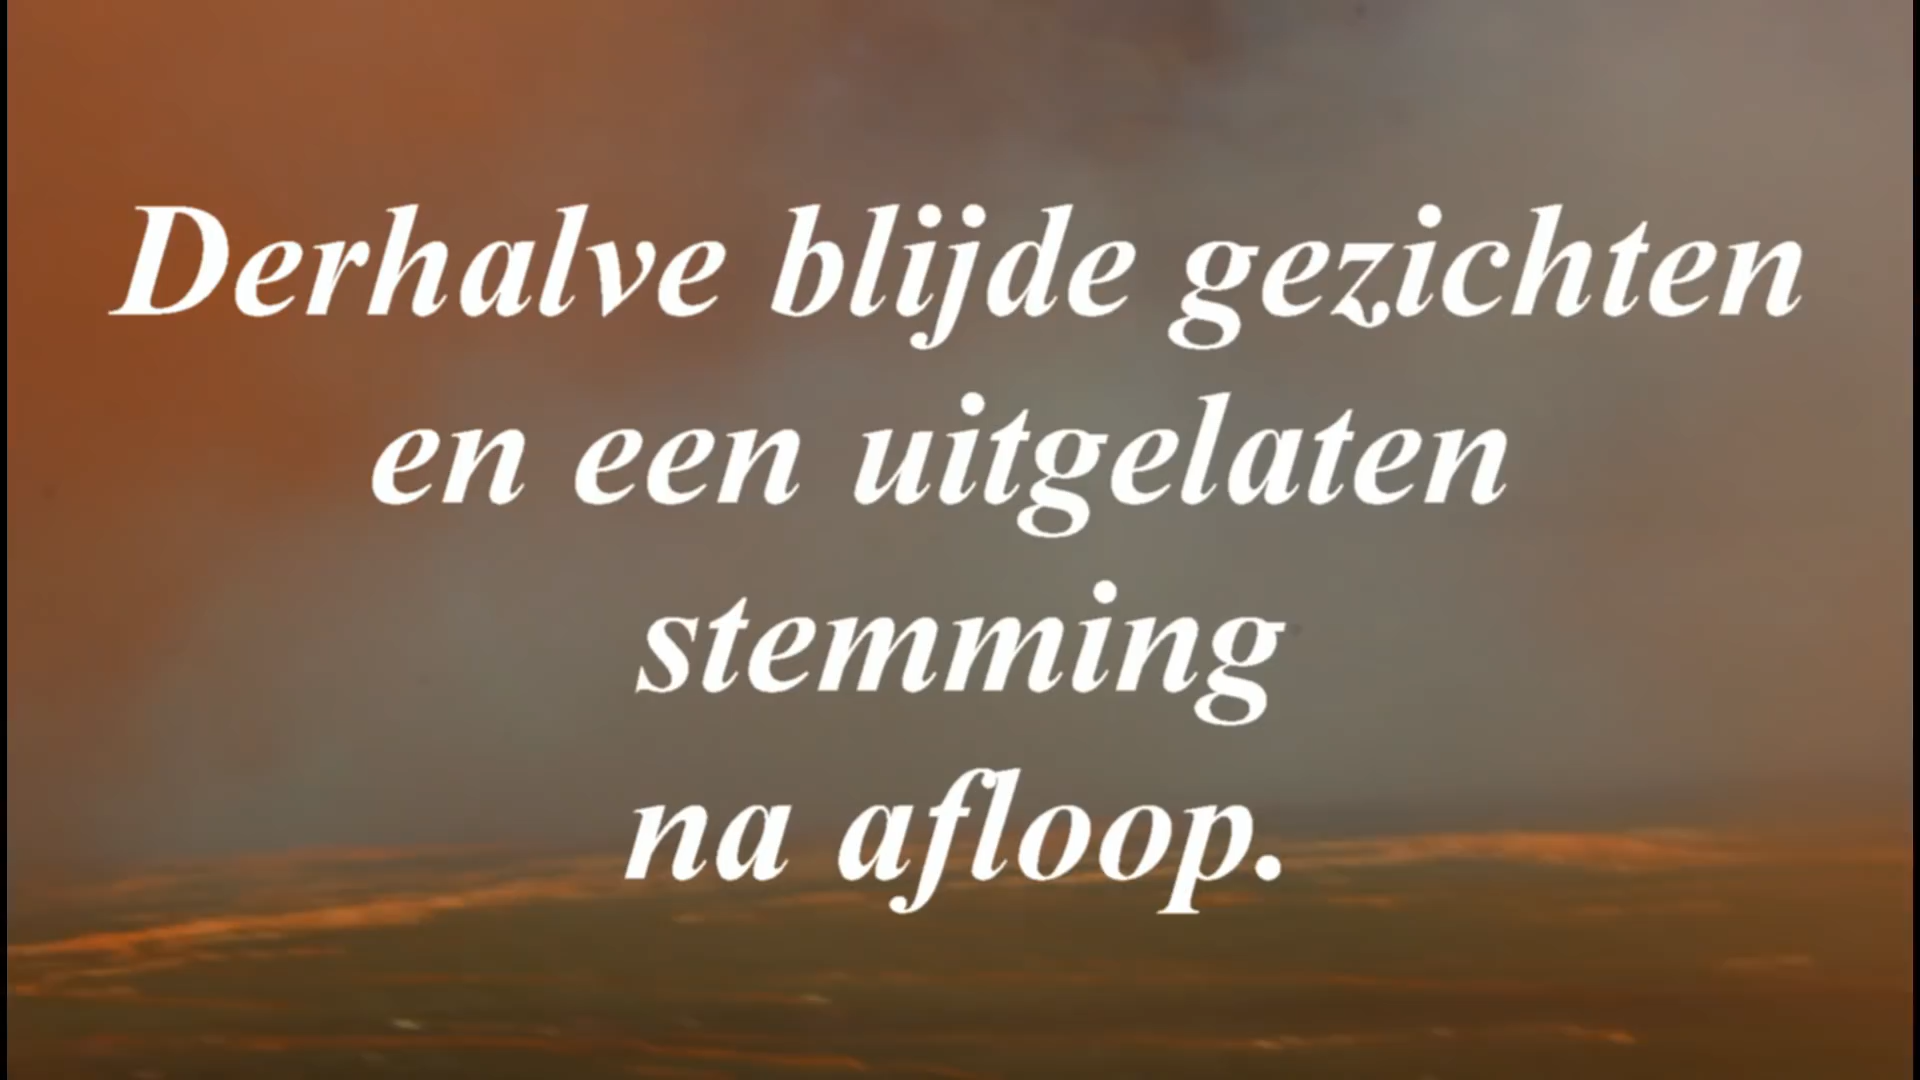 Derhalve blijde gezichten
en een uitgelaten
stemming
na afloop.